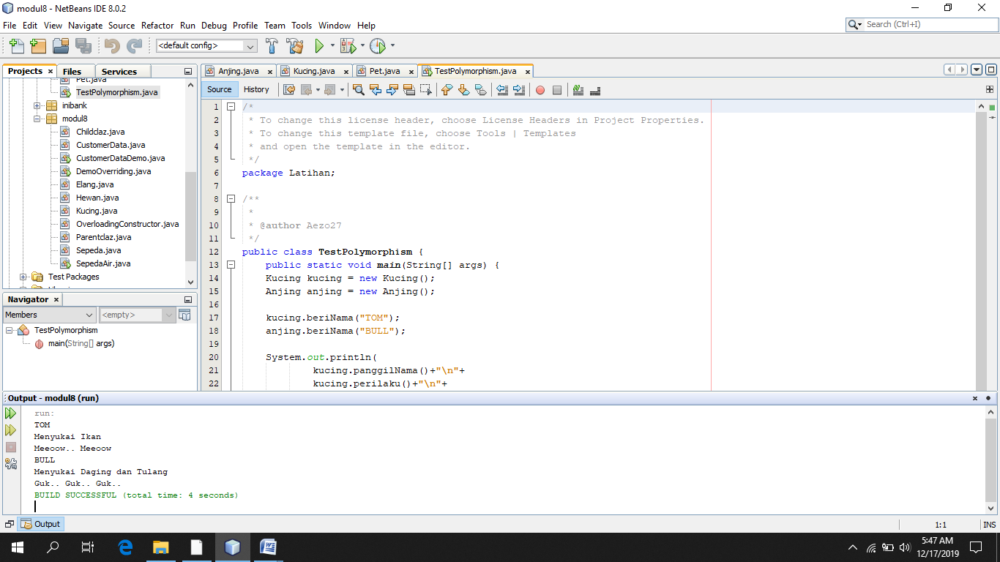 modul8 - NetBeans IDE 8.0.2
File Edit View Navigate Source Refactor Run Debug Profile Team Tools Window Help
Search (Ctrl+I)
<default config>
Projects Files Services
Pet.java
TestPolymorphism.java
inibank
modul8
Childclaz.java
CustomerData.java
CustomerDataDemo.java
DemoOverriding.java
Elang.java
Hewan.java
Kucing.java
OverloadingConstructor.java
Parentclaz.java
Sepeda.java
SepedaAir.java
Test Packages
Navigator
Members <empty>
TestPolymorphism
main(String[] args)
Anjing.java Kucing.java Pet.java TestPolymorphism.java
Source History
1 /*
2 * To change this license header, choose License Headers in Project Properties.
3 * To change this template file, choose Tools | Templates
4 * and open the template in the editor.
5 */
6 package Latihan;
7
8 /**
9 *
10 * @author Aezo27
11 */
12 public class TestPolymorphism {
13 public static void main(String[] args) {
14 Kucing kucing = new Kucing();
15 Anjing anjing = new Anjing();
16
17 kucing.beriNama("TOM");
18 anjing.beriNama("BULL");
19
20 System.out.println(
21 kucing.panggilNama()+"\n"+
22 kucing.perilaku()+"\n"+
Output - modul8 (run)
run:
TOM
Menyukai Ikan
Meeoow.. Meeoow
BULL
Menyukai Daging dan Tulang
Guk.. Guk.. Guk..
BUILD SUCCESSFUL (total time: 4 seconds)
Output
1:1 INS
5:47 AM
12/17/2019